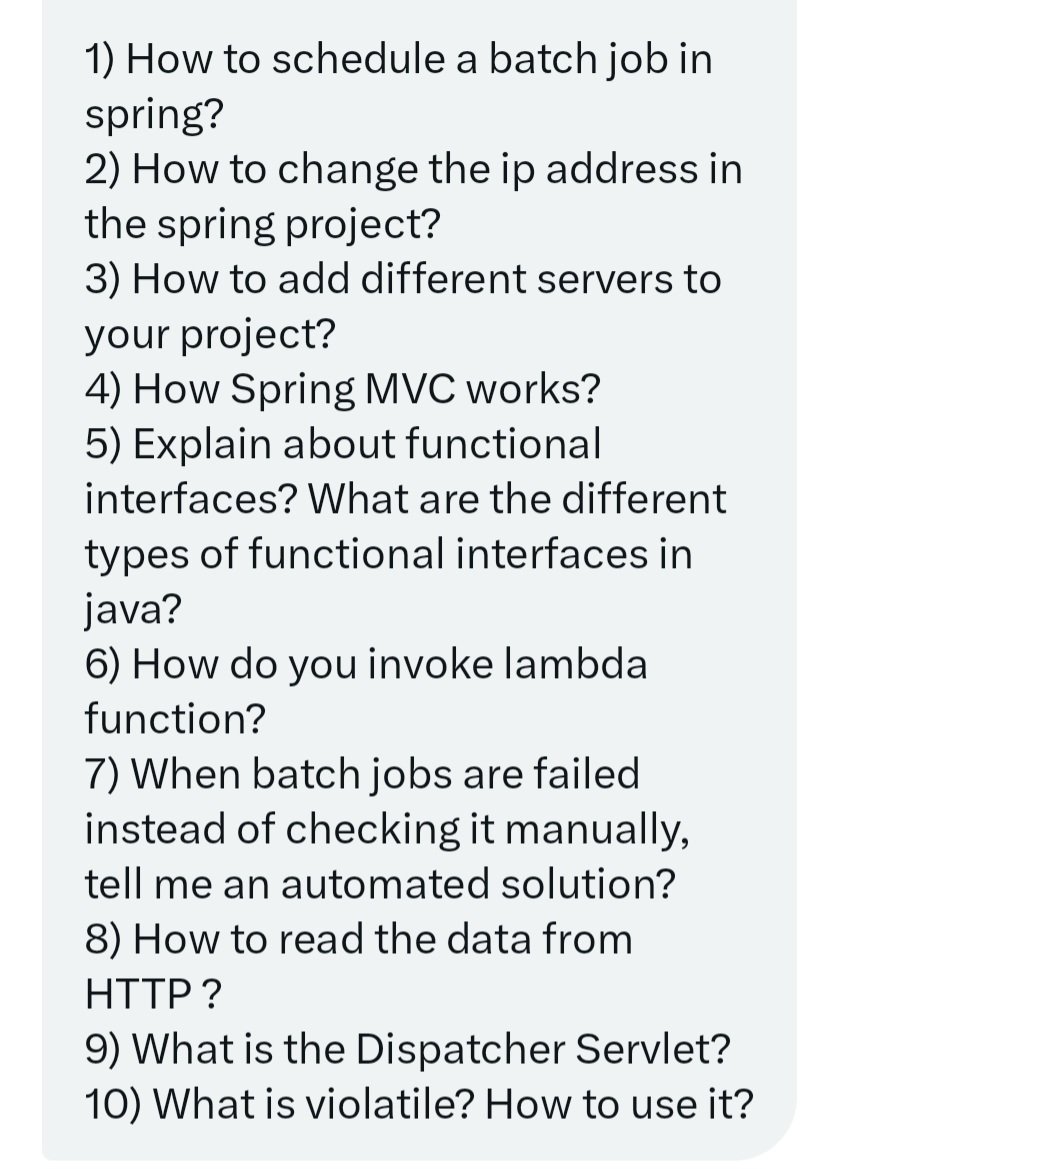 1) How to schedule a batch job in
spring?
2) How to change the ip address in
the spring project?
3) How to add different servers to
your project?
4) How Spring MVC works?
5) Explain about functional
interfaces? What are the different
types of functional interfaces in
java?
6) How do you invoke lambda
function?
7) When batch jobs are failed
instead of checking it manually,
tell me an automated solution?
8) How to read the data from
HTTP ?
9) What is the Dispatcher Servlet?
10) What is violatile? How to use it?